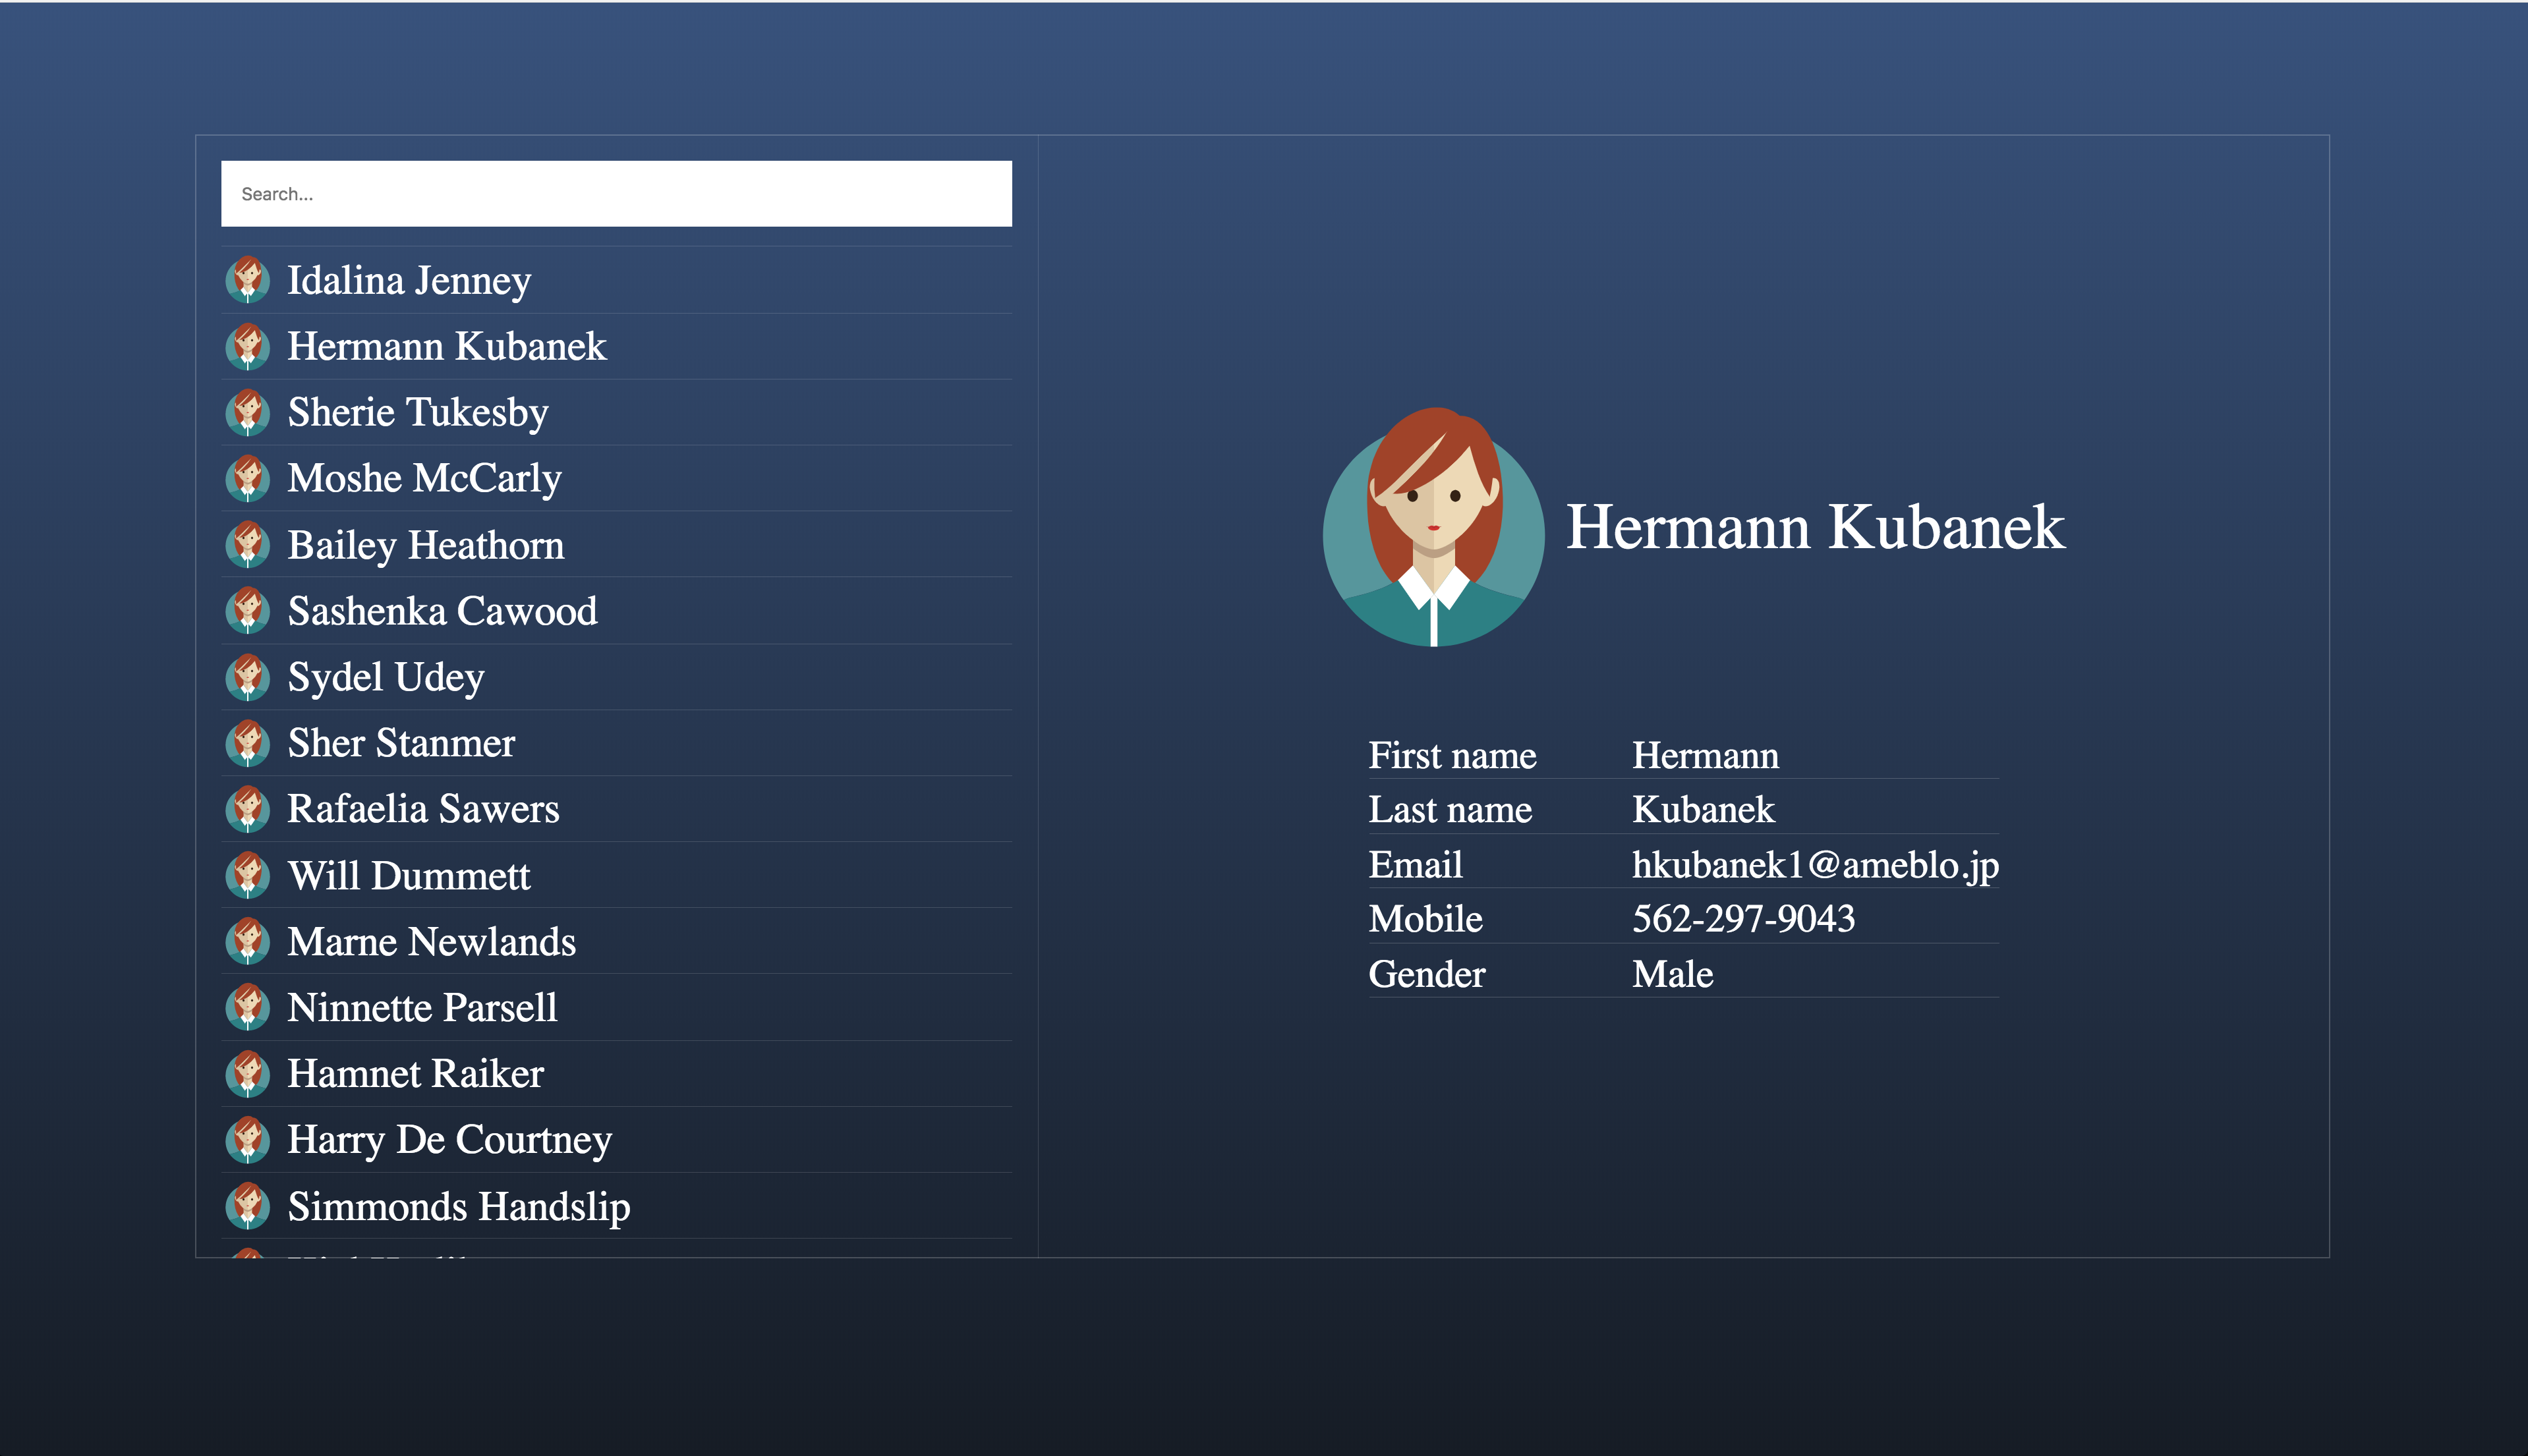 Search...
Idalina Jenney
Hermann Kubanek
Sherie Tukesby
Moshe McCarly
Bailey Heathorn
Sashenka Cawood
Sydel Udey
Sher Stanmer
Rafaelia Sawers
Will Dummett
Marne Newlands
Ninnette Parsell
Hamnet Raiker
Harry De Courtney
Simmonds Handslip
Hermann Kubanek
First name Hermann
Last name Kubanek
Email hkubanek1@ameblo.jp
Mobile 562-297-9043
Gender Male